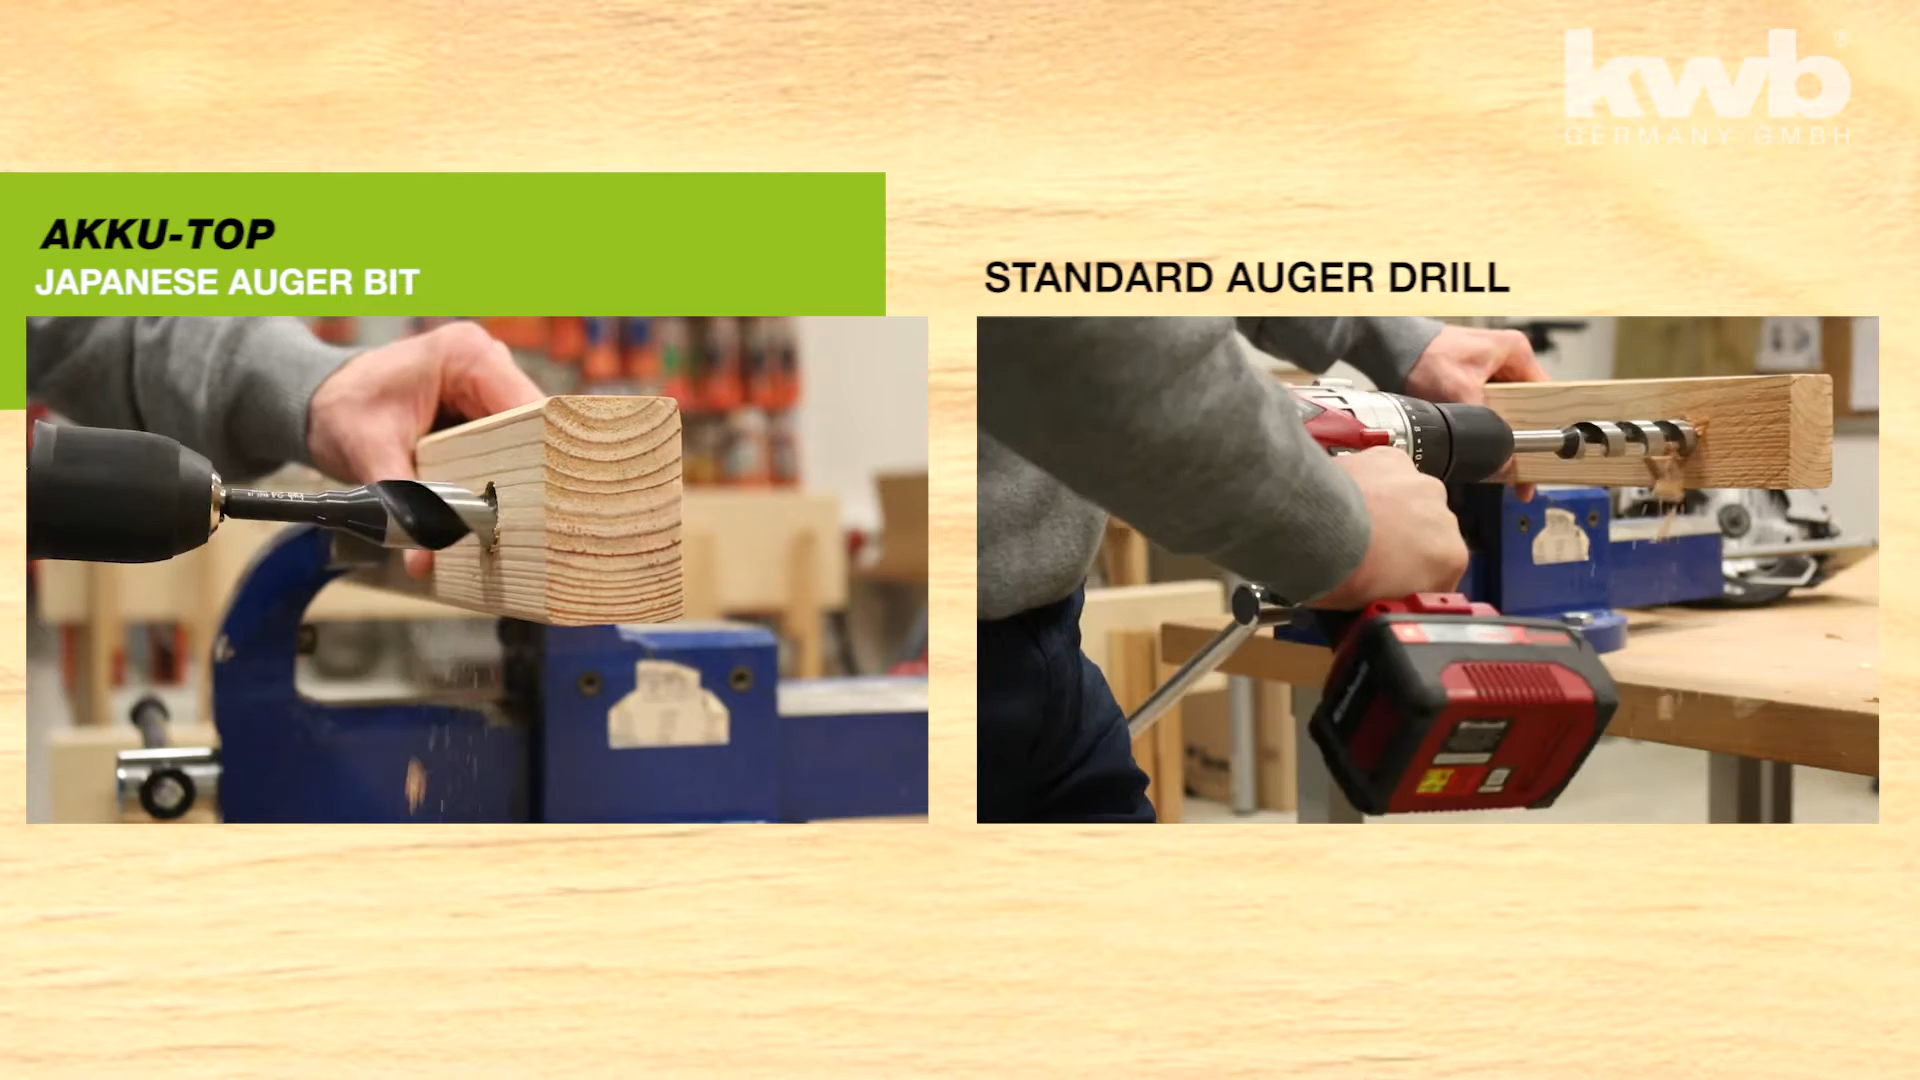 kwb®
GERMANY GMBH
AKKU-TOP
JAPANESE AUGER BIT
STANDARD AUGER DRILL